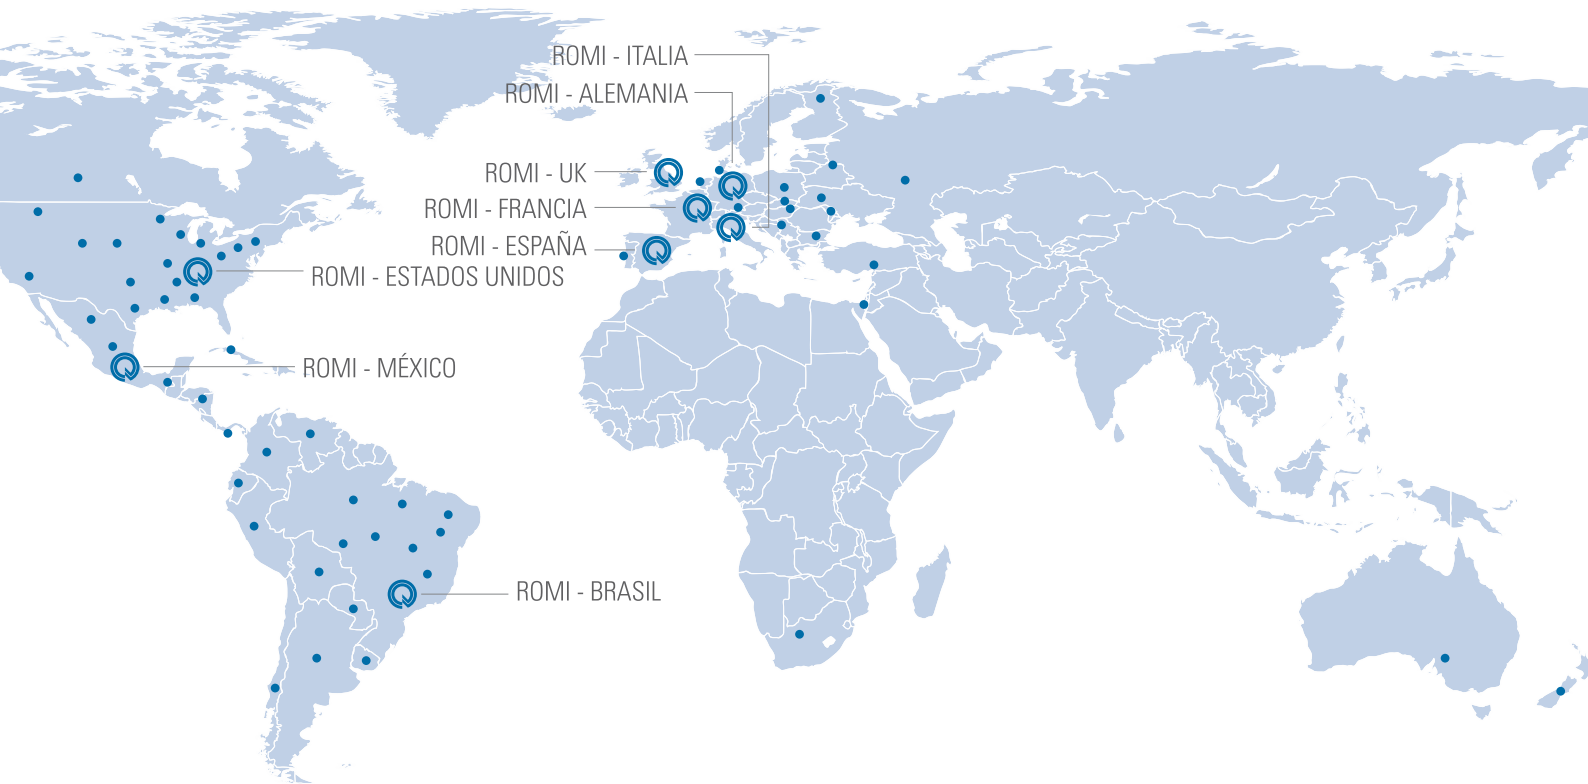 ROMI - ITALIA
ROMI - ALEMANIA
ROMI - UK
ROMI - FRANCIA
ROMI - ESPAÑA
ROMI - ESTADOS UNIDOS
ROMI - MÉXICO
ROMI - BRASIL